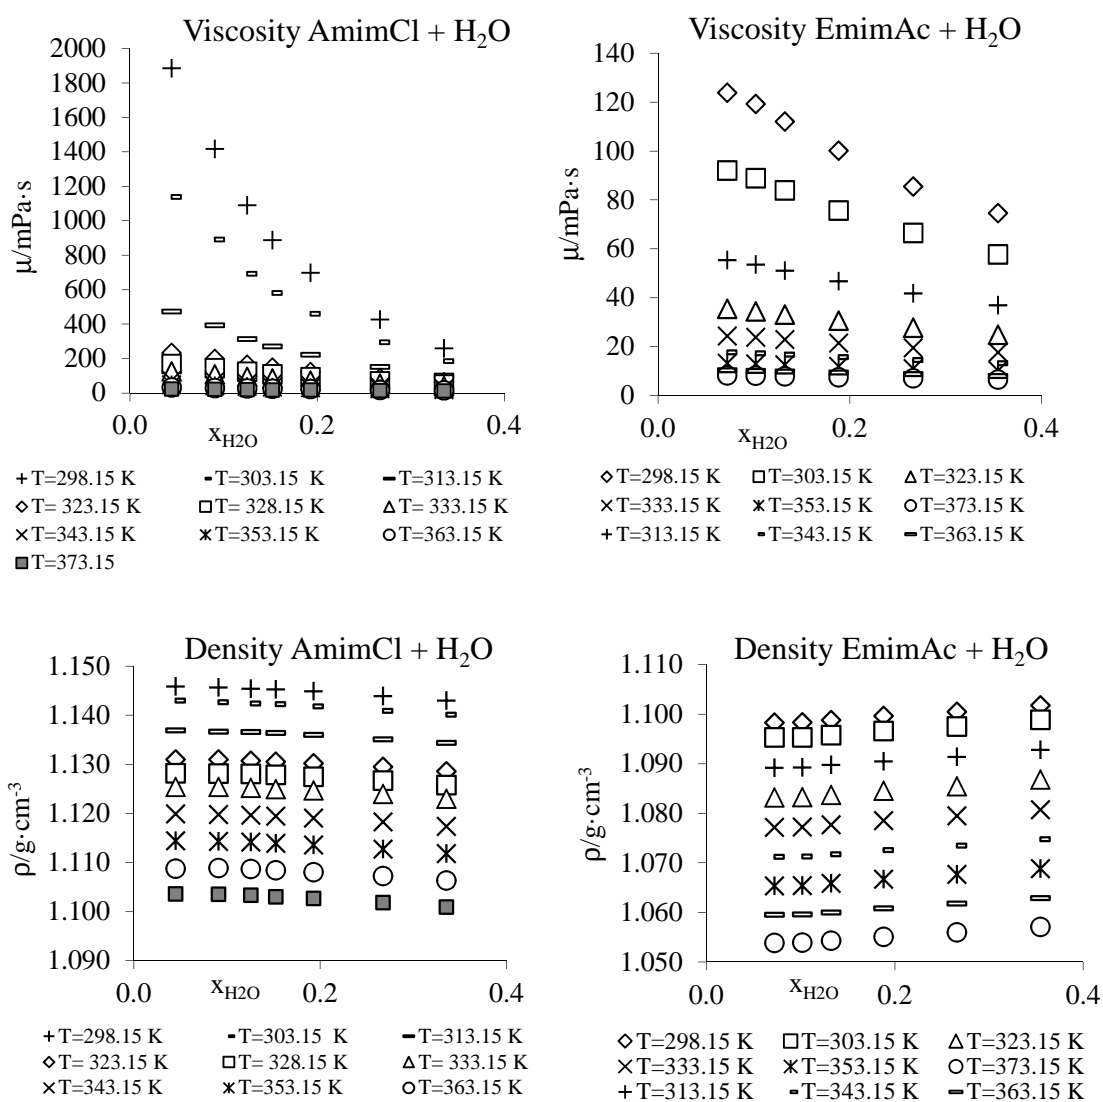 Viscosity AmimCl + H2O
2000
1800
1600
1400
1200
1000
800
600
400
200
0
μ/mPa·s
0.0 0.2 0.4
xH2O
T=298.15 K T=303.15 K T=313.15 K
T= 323.15 K T= 328.15 K T= 333.15 K
T=343.15 K T=353.15 K T=363.15 K
T=373.15
Viscosity EmimAc + H2O
140
120
100
80
60
40
20
0
μ/mPa·s
0.0 0.2 0.4
xH2O
T=298.15 K T=303.15 K T=323.15 K
T=333.15 K T=353.15 K T=373.15 K
T=313.15 K T=343.15 K T=363.15 K
Density AmimCl + H2O
1.150
1.140
1.130
1.120
1.110
1.100
1.090
ρ/g·cm-3
0.0 0.2 0.4
xH2O
T=298.15 K T=303.15 K T=313.15 K
T= 323.15 K T= 328.15 K T= 333.15 K
T=343.15 K T=353.15 K T=363.15 K
Density EmimAc + H2O
1.110
1.100
1.090
1.080
1.070
1.060
1.050
ρ/g·cm-3
0.0 0.2 0.4
xH2O
T=298.15 K T=303.15 K T=323.15 K
T=333.15 K T=353.15 K T=373.15 K
T=313.15 K T=343.15 K T=363.15 K